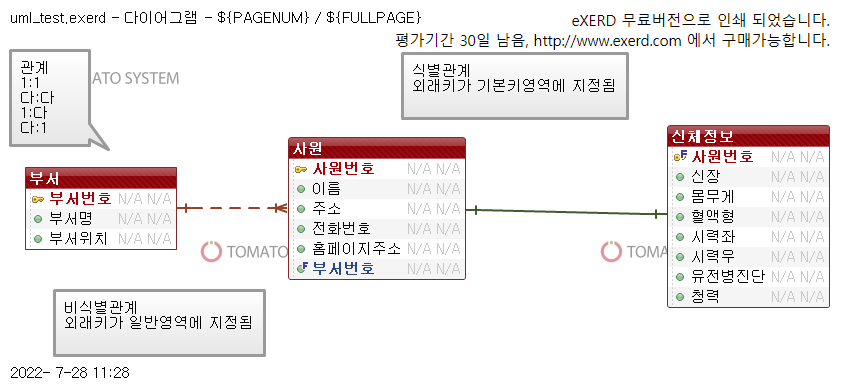 uml_test.exerd - 다이어그램 - ${PAGENUM} / ${FULLPAGE}
eXERD 무료버전으로 인쇄 되었습니다.
평가기간 30일 남음, http://www.exerd.com 에서 구매가능합니다.
관계
1:1
다:다
1:다
다:1
ATO SYSTEM
식별관계
외래키가 기본키영역에 지정됨
부서
부서번호 N/A N/A
부서명 N/A N/A
부서위치 N/A N/A
사원
사원번호 N/A N/A
이름 N/A N/A
주소 N/A N/A
전화번호 N/A N/A
홈페이지주소 N/A N/A
부서번호 N/A N/A
신체정보
사원번호 N/A N/A
신장 N/A N/A
몸무게 N/A N/A
혈액형 N/A N/A
시력좌 N/A N/A
시력우 N/A N/A
유전병진단 N/A N/A
청력 N/A N/A
TOMATO
TOMA
비식별관계
외래키가 일반영역에 지정됨
2022- 7-28 11:28